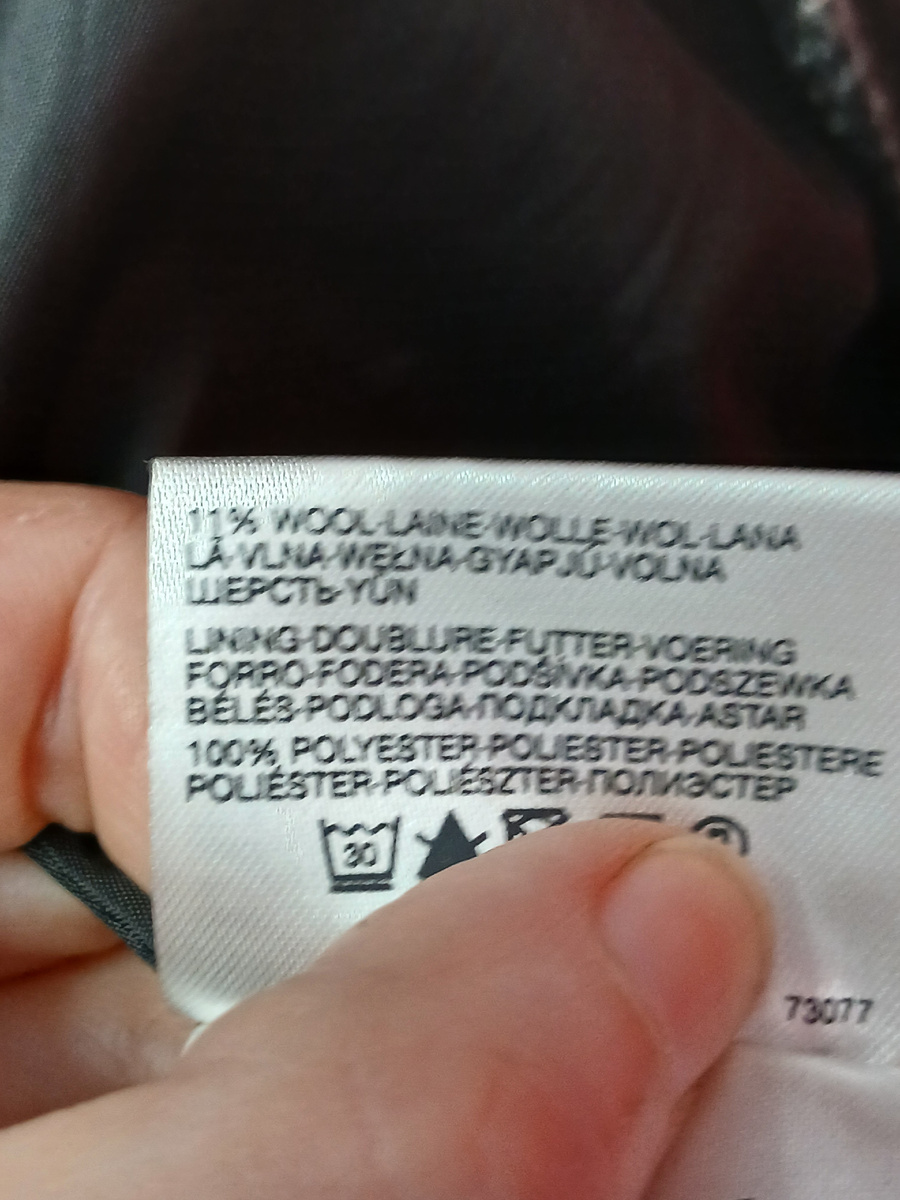 11% WOOL-LAINE-WOLLE-WOL-LANA
LÃ-VLNA-WEŁNA-GYAPJÚ-VOLNA
ШЕРСТЬ-YÜN
LINING-DOUBLURE-FUTTER-VOERING
FORRO-FODERA-PODŠÍVKA-PODSZEWKA
BÉLÉS-PODLOGA-ПОДКЛАДКА-ASTAR
100% POLYESTER-POLIESTER-POLIESTERE
POLIÉSTER-POLIÉSZTER-ПОЛИЭСТЕР
30
73077